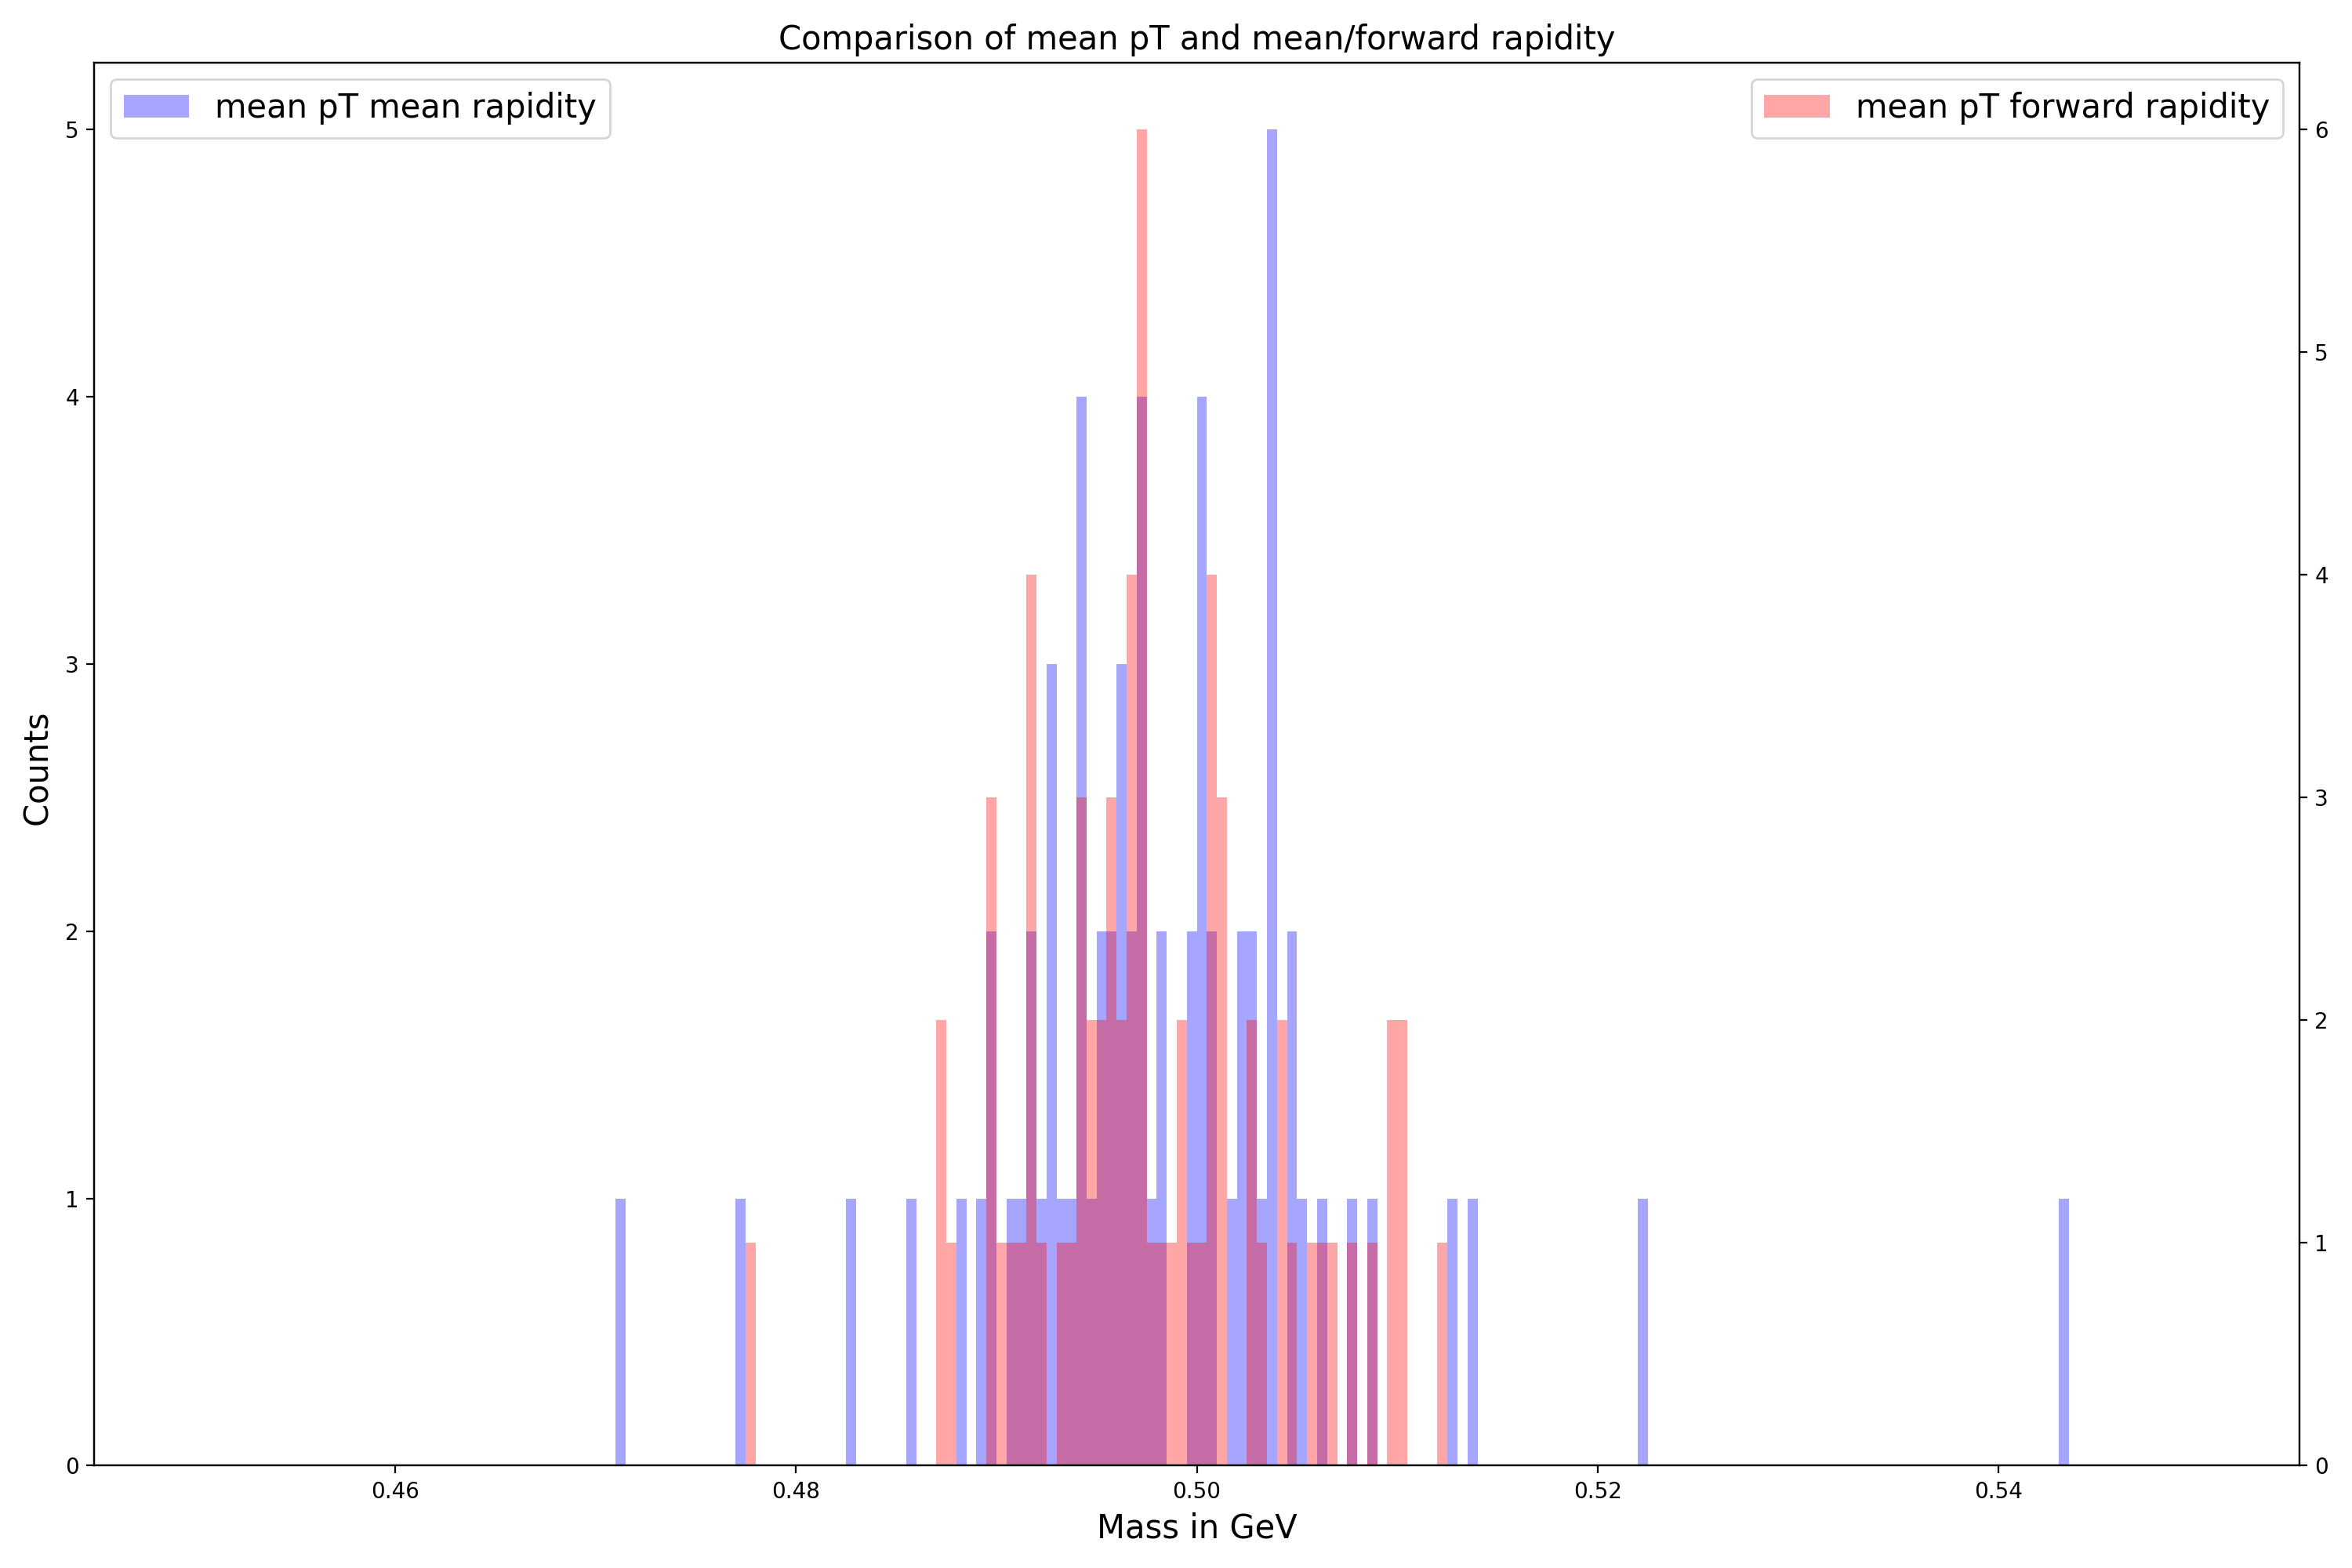 Comparison of mean pT and mean/forward rapidity
mean pT mean rapidity
mean pT forward rapidity
5
4
3
2
1
0
Counts
6
5
4
3
2
1
0
0.46 0.48 0.50 0.52 0.54
Mass in GeV